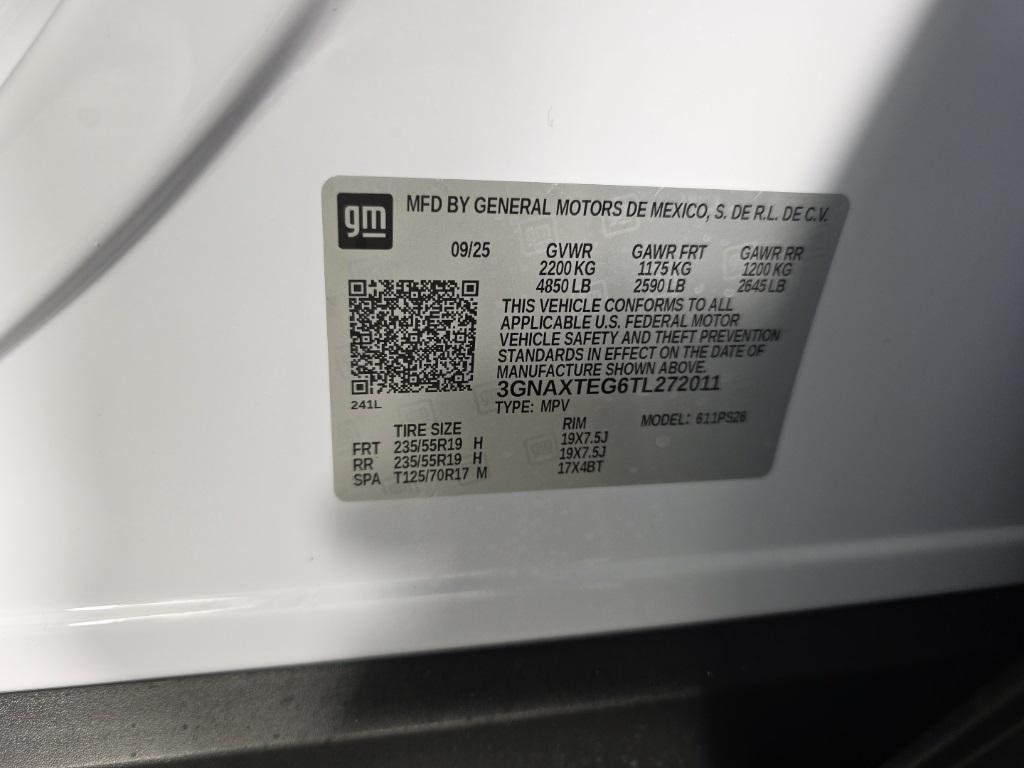 gm
MFD BY GENERAL MOTORS DE MEXICO, S. DE R.L. DE C.V.
09/25 GVWR GAWR FRT GAWR RR
2200 KG 1175 KG 1200 KG
4850 LB 2590 LB 2645 LB
THIS VEHICLE CONFORMS TO ALL
APPLICABLE U.S. FEDERAL MOTOR
VEHICLE SAFETY AND THEFT PREVENTION
STANDARDS IN EFFECT ON THE DATE OF
MANUFACTURE SHOWN ABOVE.
3GNAXTEG6TL272011
241L TYPE: MPV MODEL: 611PS26
TIRE SIZE RIM
FRT 235/55R19 H 19X7.5J
RR 235/55R19 H 19X7.5J
SPA T125/70R17 M 17X4BT